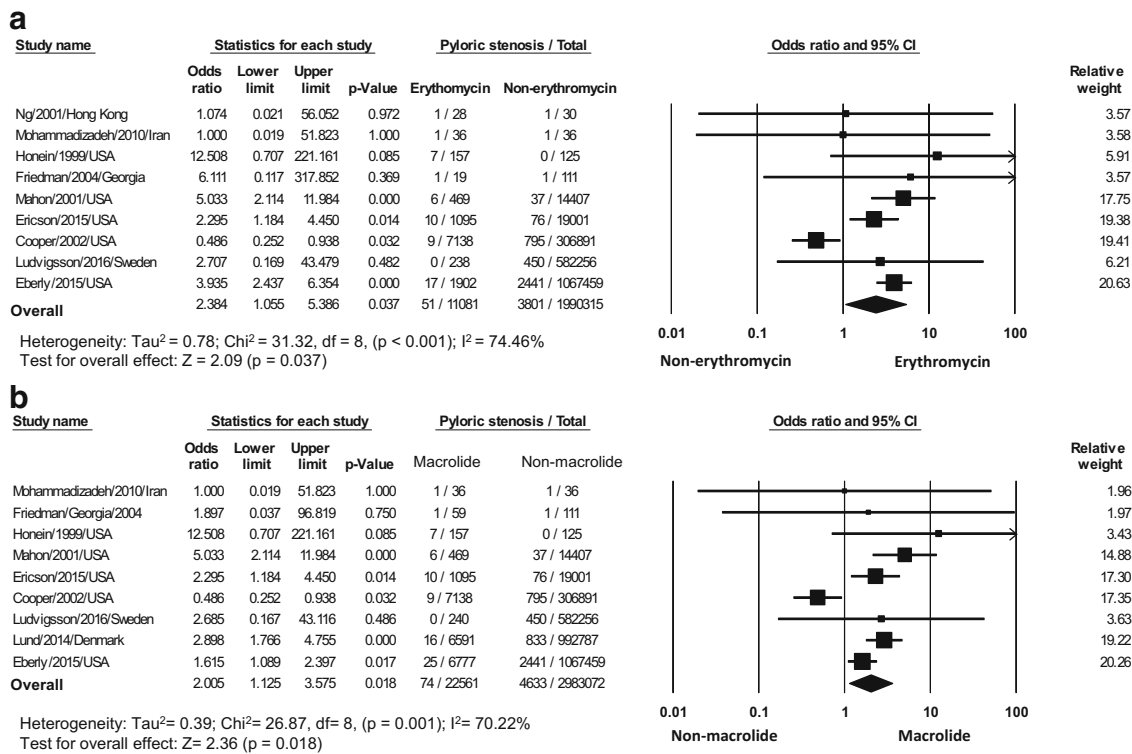 a
Study name Statistics for each study Pyloric stenosis / Total Odds ratio and 95% CI
Odds ratio Lower limit Upper limit p-Value Erythomycin Non-erythromycin Relative weight
Ng/2001/Hong Kong 1.074 0.021 56.052 0.972 1 / 28 1 / 30 3.57
Mohammadizadeh/2010/Iran 1.000 0.019 51.823 1.000 1 / 36 1 / 36 3.58
Honein/1999/USA 12.508 0.707 221.161 0.085 7 / 157 0 / 125 5.91
Friedman/2004/Georgia 6.111 0.117 317.852 0.369 1 / 19 1 / 111 3.57
Mahon/2001/USA 5.033 2.114 11.984 0.000 6 / 469 37 / 14407 17.75
Ericson/2015/USA 2.295 1.184 4.450 0.014 10 / 1095 76 / 19001 19.38
Cooper/2002/USA 0.486 0.252 0.938 0.032 9 / 7138 795 / 306891 19.41
Ludvigsson/2016/Sweden 2.707 0.169 43.479 0.482 0 / 238 450 / 582256 6.21
Eberly/2015/USA 3.935 2.437 6.354 0.000 17 / 1902 2441 / 1067459 20.63
Overall 2.384 1.055 5.386 0.037 51 / 11081 3801 / 1990315
0.01 0.1 1 10 100
Heterogeneity: Tau² = 0.78; Chi² = 31.32, df = 8, (p < 0.001); I² = 74.46%
Test for overall effect: Z = 2.09 (p = 0.037)
Non-erythromycin Erythromycin
b
Study name Statistics for each study Pyloric stenosis / Total Odds ratio and 95% CI
Odds ratio Lower limit Upper limit p-Value Macrolide Non-macrolide Relative weight
Mohammadizadeh/2010/Iran 1.000 0.019 51.823 1.000 1 / 36 1 / 36 1.96
Friedman/Georgia/2004 1.897 0.037 96.819 0.750 1 / 59 1 / 111 1.97
Honein/1999/USA 12.508 0.707 221.161 0.085 7 / 157 0 / 125 3.43
Mahon/2001/USA 5.033 2.114 11.984 0.000 6 / 469 37 / 14407 14.88
Ericson/2015/USA 2.295 1.184 4.450 0.014 10 / 1095 76 / 19001 17.30
Cooper/2002/USA 0.486 0.252 0.938 0.032 9 / 7138 795 / 306891 17.35
Ludvigsson/2016/Sweden 2.685 0.167 43.116 0.486 0 / 240 450 / 582256 3.63
Lund/2014/Denmark 2.898 1.766 4.755 0.000 16 / 6591 833 / 992787 19.22
Eberly/2015/USA 1.615 1.089 2.397 0.017 25 / 6777 2441 / 1067459 20.26
Overall 2.005 1.125 3.575 0.018 74 / 22561 4633 / 2983072
0.01 0.1 1 10 100
Heterogeneity: Tau²= 0.39; Chi²= 26.87, df= 8, (p = 0.001); I²= 70.22%
Test for overall effect: Z= 2.36 (p = 0.018)
Non-macrolide Macrolide